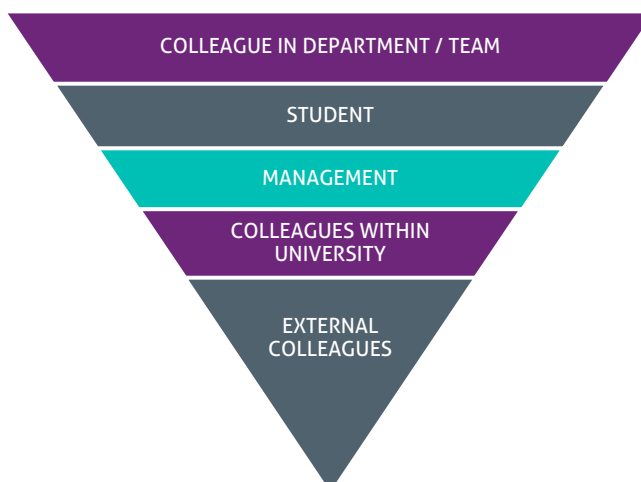 COLLEAGUE IN DEPARTMENT / TEAM
STUDENT
MANAGEMENT
COLLEAGUES WITHIN
UNIVERSITY
EXTERNAL
COLLEAGUES